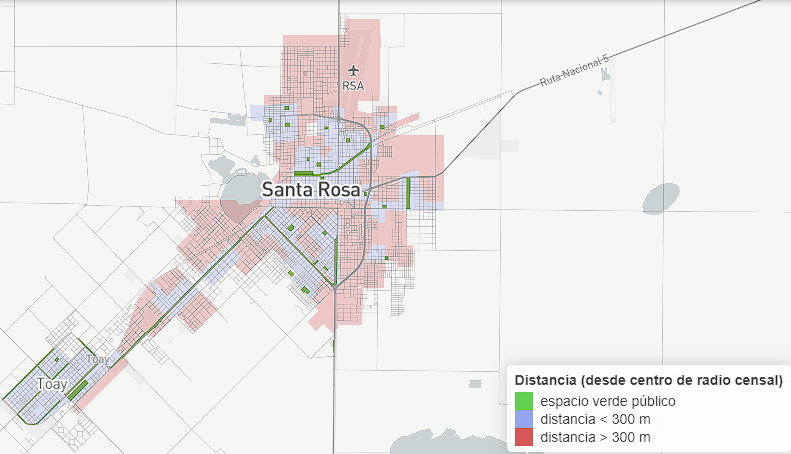 Ruta Nacional 5
RSA
Santa Rosa
Toay
Toay
Distancia (desde centro de radio censal)
espacio verde público
distancia < 300 m
distancia > 300 m